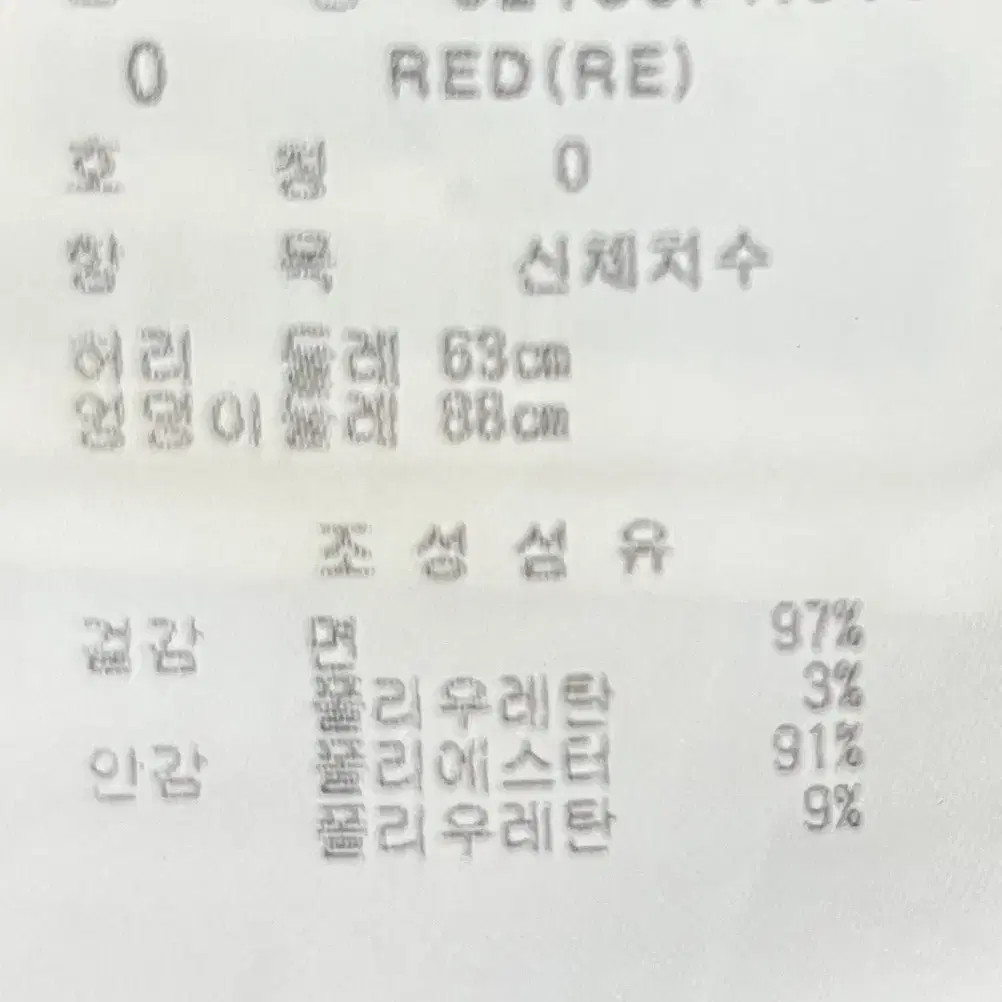 0 RED(RE)
호 칭 0
항 목 신체치수
허리 둘레 63cm
엉덩이둘레 88cm
조 성 섬 유
겉감 면 97%
폴리우레탄 3%
안감 폴리에스터 91%
폴리우레탄 9%